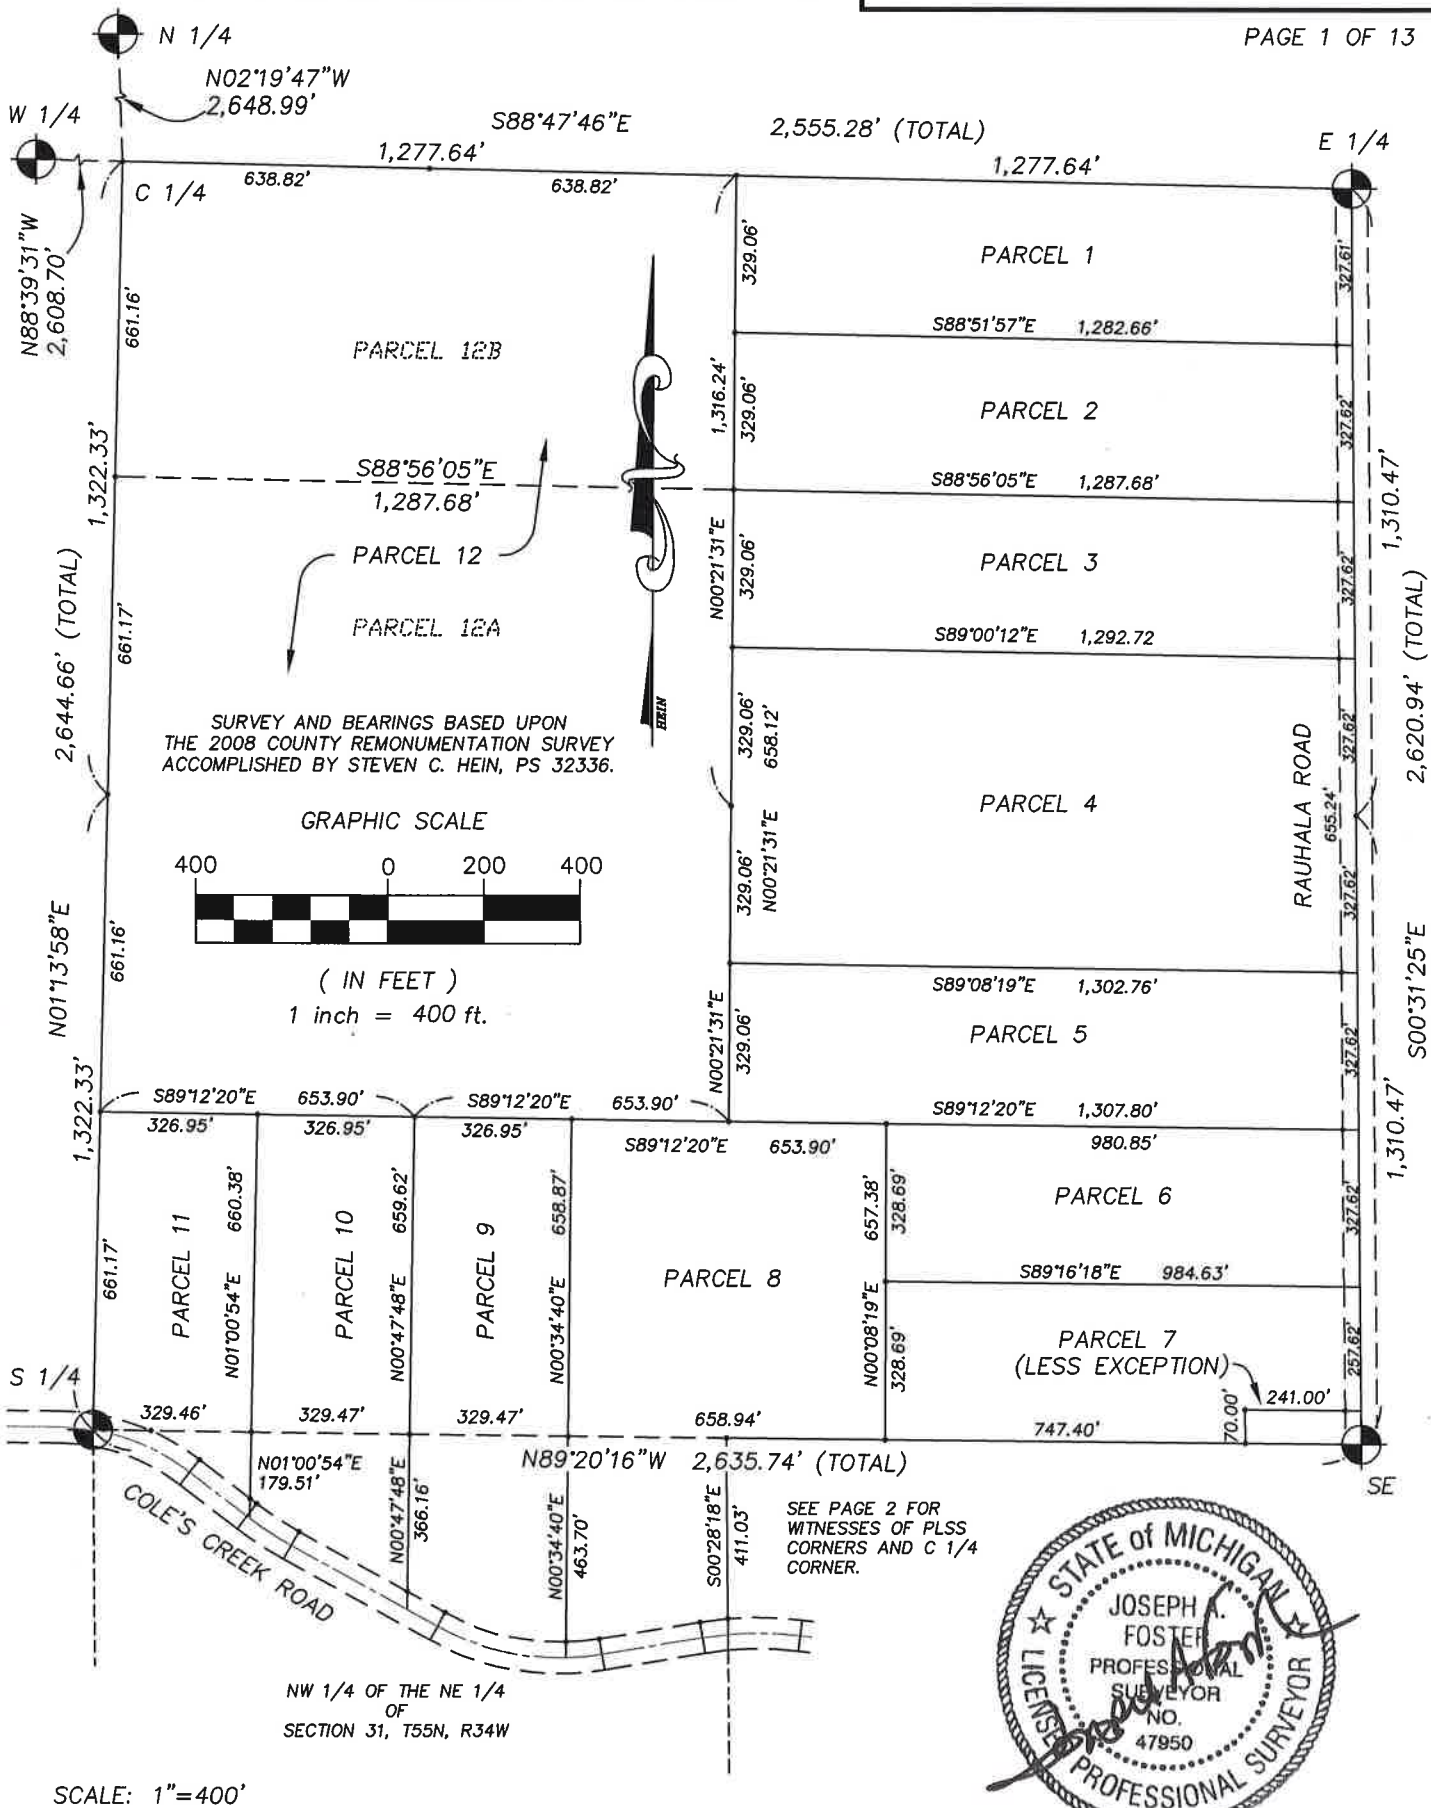 PAGE 1 OF 13
N 1/4
N02°19'47"W
2,648.99'
W 1/4
S88°47'46"E
2,555.28' (TOTAL)
E 1/4
1,277.64'
1,277.64'
638.82'
638.82'
C 1/4
N88°39'31"W
2,608.70'
661.16'
329.06'
PARCEL 1
327.61'
S88°51'57"E 1,282.66'
PARCEL 12B
1,316.24'
329.06'
PARCEL 2
327.62'
1,322.33'
S88°56'05"E
1,287.68'
S88°56'05"E 1,287.68'
1,310.47'
PARCEL 12
N00°21'31"E
329.06'
PARCEL 3
327.62'
2,644.66' (TOTAL)
661.17'
PARCEL 12A
S89°00'12"E 1,292.72
2,620.94' (TOTAL)
HEIN
SURVEY AND BEARINGS BASED UPON
THE 2008 COUNTY REMONUMENTATION SURVEY
ACCOMPLISHED BY STEVEN C. HEIN, PS 32336.
329.06'
658.12'
327.62'
RAUHALA ROAD
655.24'
PARCEL 4
GRAPHIC SCALE
400 0 200 400
329.06'
N00°21'31"E
327.62'
N01°13'58"E
661.16'
( IN FEET )
1 inch = 400 ft.
S89°08'19"E 1,302.76'
S00°31'25"E
N00°21'31"E
329.06'
PARCEL 5
327.62'
1,322.33'
S89°12'20"E 653.90'
S89°12'20"E 653.90'
S89°12'20"E 1,307.80'
1,310.47'
326.95'
326.95'
326.95'
S89°12'20"E 653.90'
980.85'
661.17'
PARCEL 11
N01°00'54"E 660.38'
PARCEL 10
N00°47'48"E 659.62'
PARCEL 9
N00°34'40"E 658.87'
PARCEL 8
657.38'
328.69'
PARCEL 6
327.62'
S89°16'18"E 984.63'
N00°08'19"E
328.69'
PARCEL 7
(LESS EXCEPTION)
257.62'
S 1/4
241.00'
70.00'
329.46'
329.47'
329.47'
658.94'
747.40'
N89°20'16"W 2,635.74' (TOTAL)
SE
N01°00'54"E
179.51'
N00°47'48"E
366.16'
N00°34'40"E
463.70'
S00°28'18"E
411.03'
COLE'S CREEK ROAD
SEE PAGE 2 FOR
WITNESSES OF PLSS
CORNERS AND C 1/4
CORNER.
NW 1/4 OF THE NE 1/4
OF
SECTION 31, T55N, R34W
STATE of MICHIGAN
JOSEPH A.
FOSTER
PROFESSIONAL
SURVEYOR
NO.
47950
PROFESSIONAL SURVEYOR
SCALE: 1"=400'